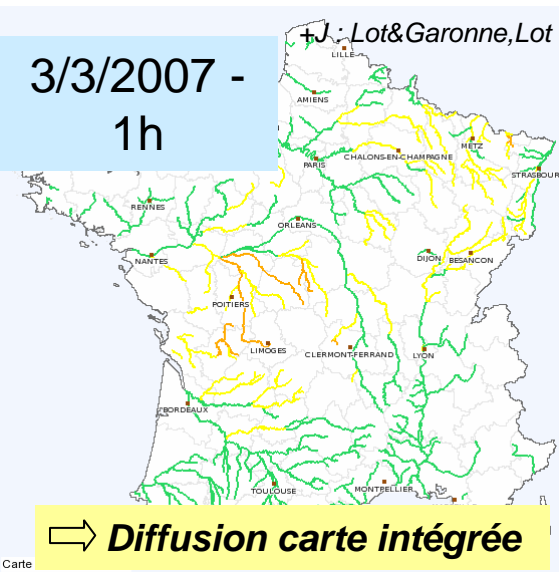 +J : Lot&Garonne,Lot
3/3/2007 -
1h
LILLE
AMIENS
PARIS
CHALONS-EN-CHAMPAGNE
METZ
STRASBOUR
RENNES
ORLEANS
NANTES
DIJON
BESANCON
POITIERS
LIMOGES
CLERMONT-FERRAND
LYON
BORDEAUX
TOULOUSE
MONTPELLIER
Diffusion carte intégrée
Carte